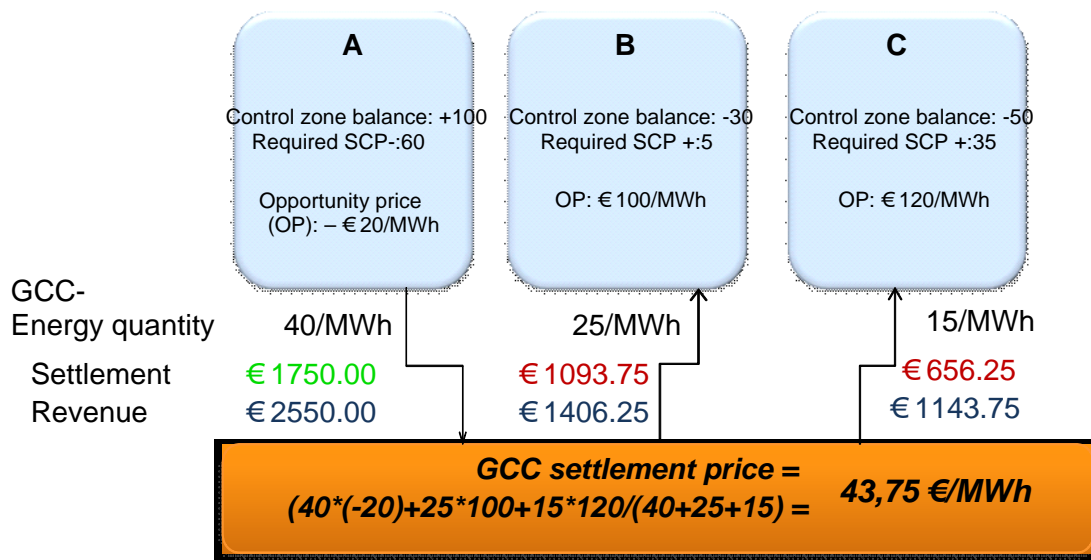 A
Control zone balance: +100
Required SCP-:60
Opportunity price
(OP): – € 20/MWh
B
Control zone balance: -30
Required SCP +:5
OP: € 100/MWh
C
Control zone balance: -50
Required SCP +:35
OP: € 120/MWh
GCC-
Energy quantity 40/MWh 25/MWh 15/MWh
Settlement € 1750.00 € 1093.75 € 656.25
Revenue € 2550.00 € 1406.25 € 1143.75
GCC settlement price =
(40*(-20)+25*100+15*120/(40+25+15) = 43,75 €/MWh